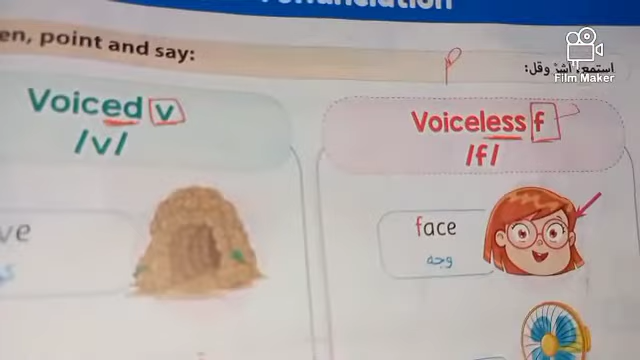 en, point and say:
استمع، أشر وقل:
Film Maker
Voiced v
/v/
Voiceless f
/f/
ve
face
وجه